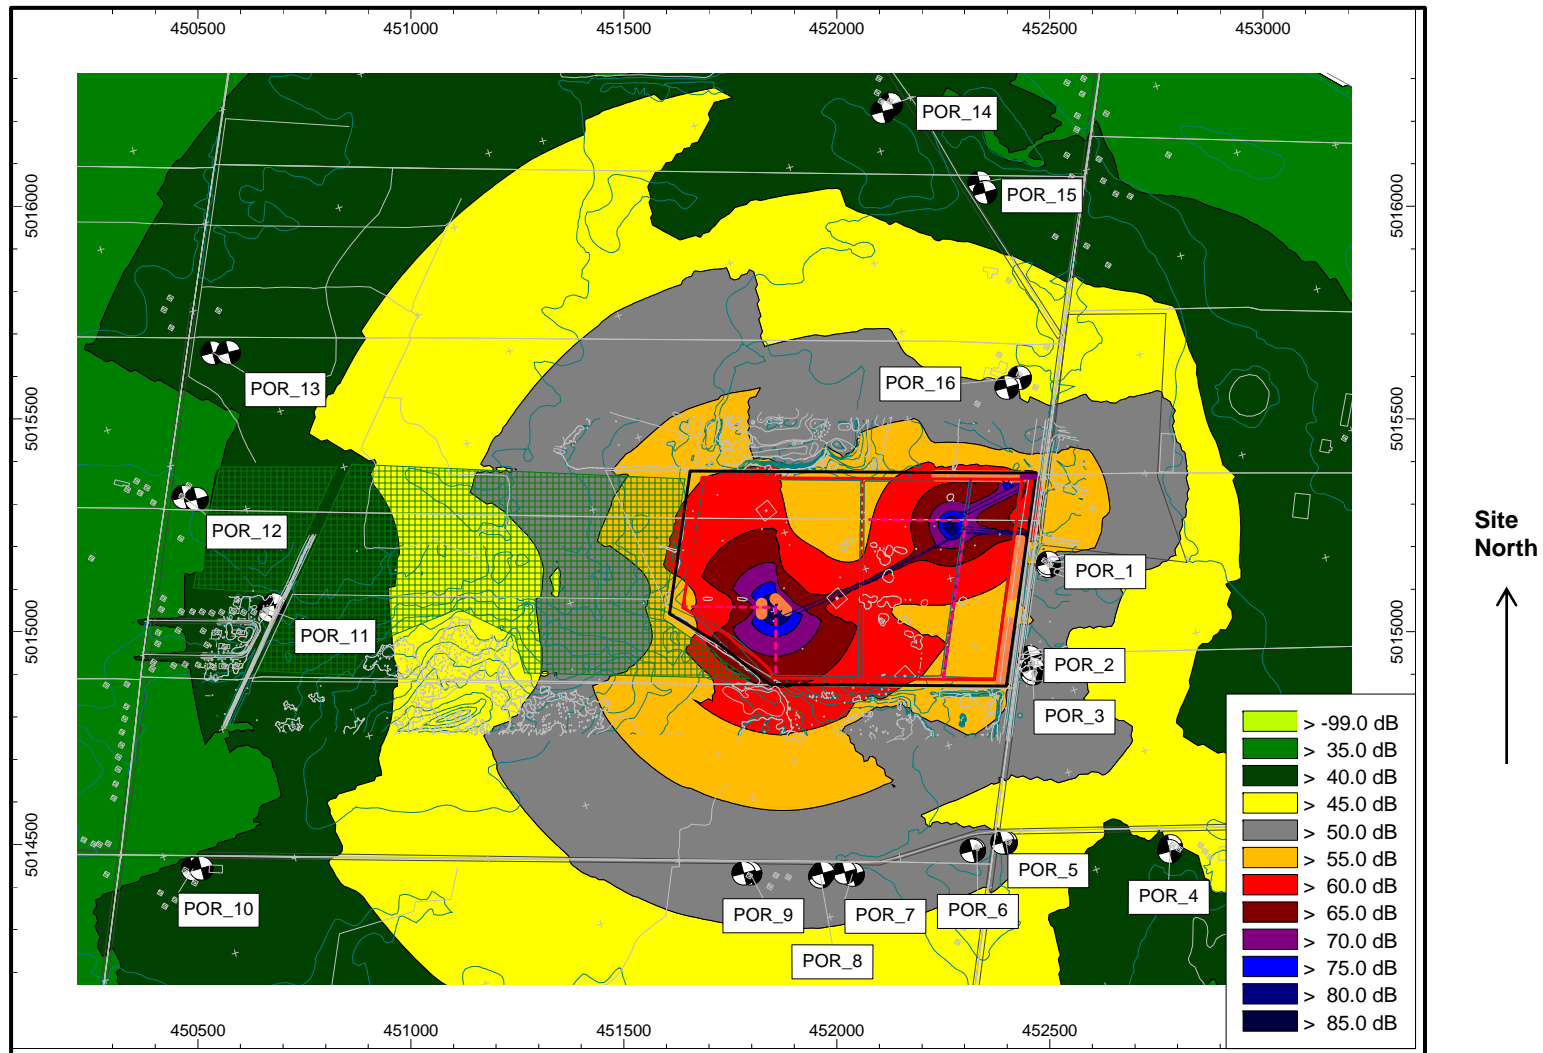 450500 451000 451500 452000 452500 453000
POR_14
POR_15
5016000
5016000
POR_16
POR_13
5015500
5015500
POR_12
POR_1
Site
North
POR_11
5015000
5015000
POR_2
POR_3
> -99.0 dB
> 35.0 dB
> 40.0 dB
> 45.0 dB
> 50.0 dB
> 55.0 dB
> 60.0 dB
> 65.0 dB
> 70.0 dB
> 75.0 dB
> 80.0 dB
> 85.0 dB
5014500
POR_5
POR_4
POR_10
POR_9
POR_7
POR_6
POR_8
450500 451000 451500 452000 452500